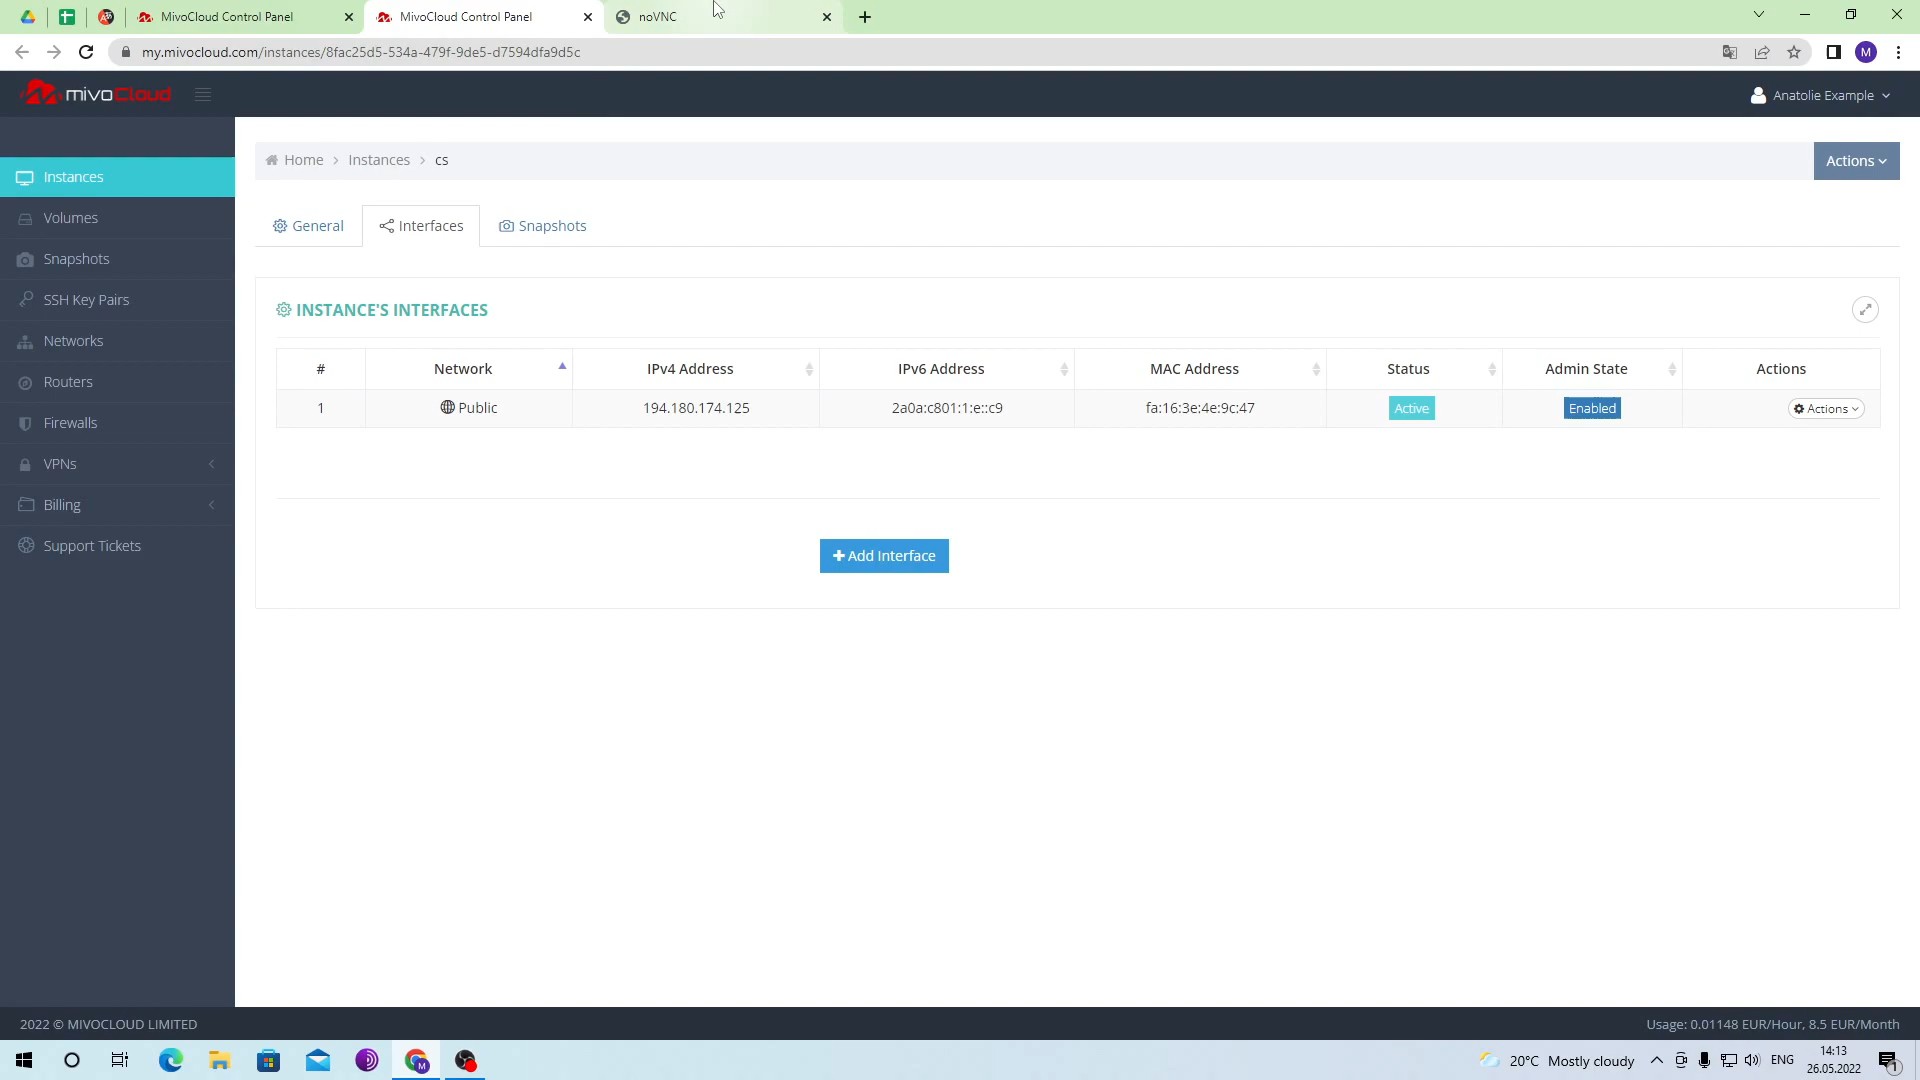 MivoCloud Control Panel
MivoCloud Control Panel
noVNC
my.mivocloud.com/instances/8fac25d5-534a-479f-9de5-d7594dfa9d5c
M
mivoCloud
Anatolie Example
Instances
Volumes
Snapshots
SSH Key Pairs
Networks
Routers
Firewalls
VPNs
Billing
Support Tickets
Home > Instances > cs
Actions
General
Interfaces
Snapshots
INSTANCE'S INTERFACES
# Network IPv4 Address IPv6 Address MAC Address Status Admin State Actions
1 Public 194.180.174.125 2a0a:c801:1:e::c9 fa:16:3e:4e:9c:47 Active Enabled Actions
Add Interface
2022 © MIVOCLOUD LIMITED
Usage: 0.01148 EUR/Hour, 8.5 EUR/Month
M
20°C Mostly cloudy
ENG
14:13
26.05.2022
1